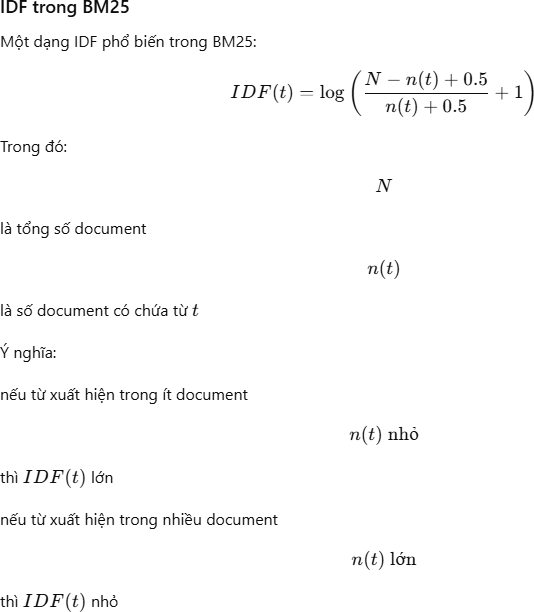 IDF trong BM25
Một dạng IDF phổ biến trong BM25:
IDF(t) = log ( (N − n(t) + 0.5) / (n(t) + 0.5) + 1 )
Trong đó:
N
là tổng số document
n(t)
là số document có chứa từ t
Ý nghĩa:
nếu từ xuất hiện trong ít document
n(t) nhỏ
thì IDF(t) lớn
nếu từ xuất hiện trong nhiều document
n(t) lớn
thì IDF(t) nhỏ